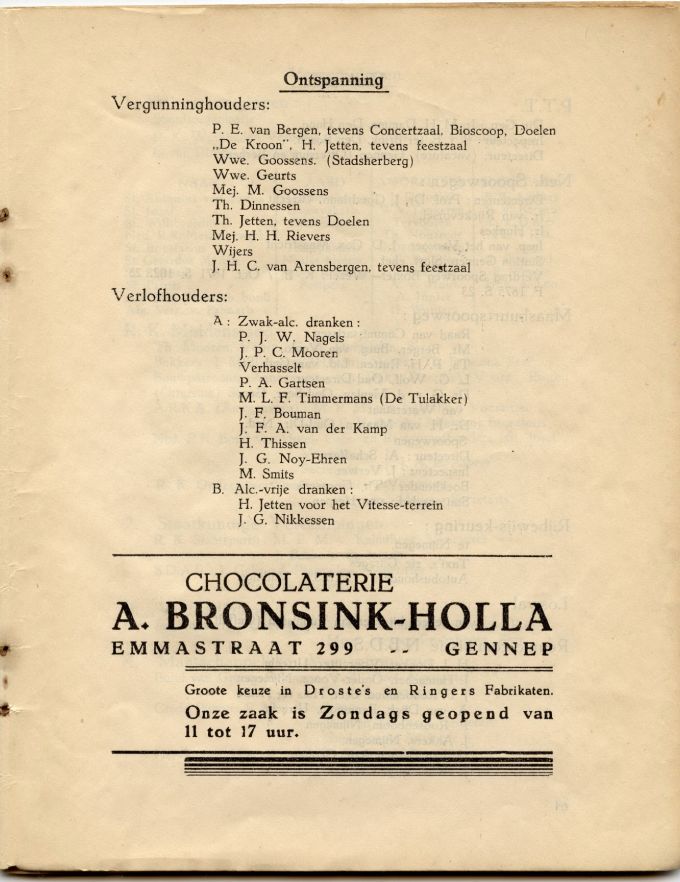 Ontspanning
Vergunninghouders:
P. E. van Bergen, tevens Concertzaal, Bioscoop, Doelen
„De Kroon", H. Jetten, tevens feestzaal
Wwe. Goossens. (Stadsherberg)
Wwe. Geurts
Mej. M. Goossens
Th. Dinnessen
Th. Jetten, tevens Doelen
Mej. H. H. Rievers
Wijers
J. H. C. van Arensbergen, tevens feestzaal
Verlofhouders:
A : Zwak-alc. dranken :
P. J. W. Nagels
J. P. C. Mooren
Verhasselt
P. A. Gartsen
M. L. F. Timmermans (De Tulakker)
J. F. Bouman
J. F. A. van der Kamp
H. Thissen
J. G. Noy-Ehren
M. Smits
B. Alc.-vrije dranken :
H. Jetten voor het Vitesse-terrein
J. G. Nikkessen
CHOCOLATERIE
A. BRONSINK-HOLLA
EMMASTRAAT 299 -- GENNEP
Groote keuze in Droste's en Ringers Fabrikaten.
Onze zaak is Zondags geopend van
11 tot 17 uur.